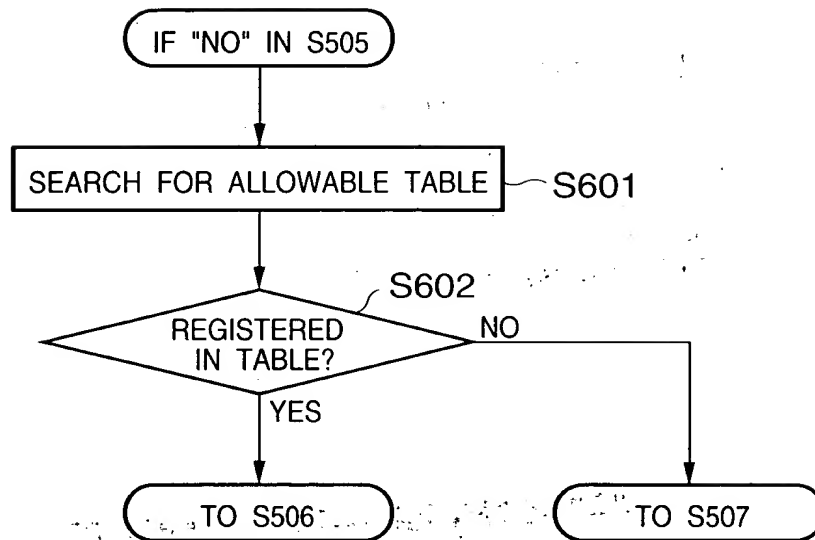 IF "NO" IN S505
SEARCH FOR ALLOWABLE TABLE
S601
S602
REGISTERED
IN TABLE?
NO
YES
TO S506
TO S507